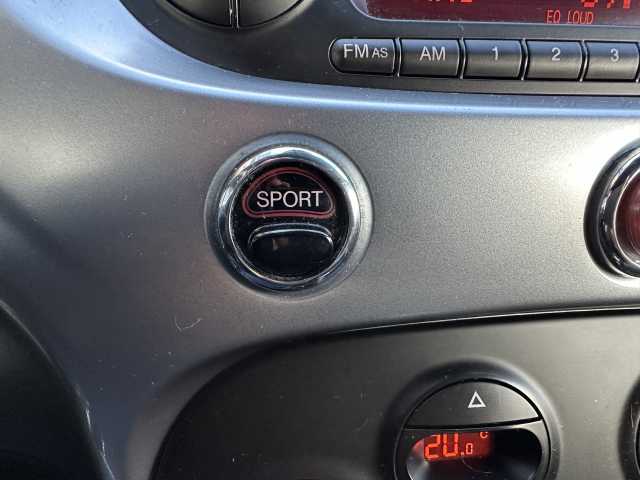 EQ LOUD
FM AS AM 1 2 3
SPORT
20.0 °C